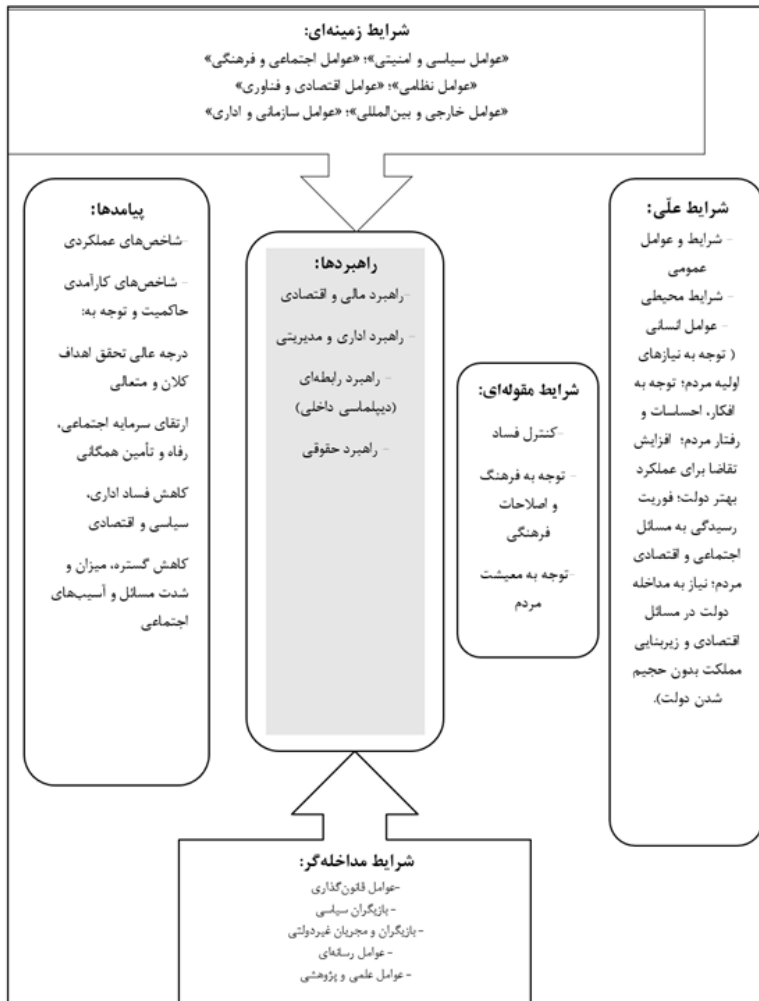 شرایط زمینه‌ای:
«عوامل سیاسی و امنیتی»؛ «عوامل اجتماعی و فرهنگی»
«عوامل نظامی»؛ «عوامل اقتصادی و فناوری»
«عوامل خارجی و بین‌المللی»؛ «عوامل سازمانی و اداری»
شرایط علّی:
- شرایط و عوامل
عمومی
- شرایط محیطی
- عوامل انسانی
( توجه به نیازهای
اولیه مردم؛ توجه به
افکار، احساسات و
رفتار مردم؛ افزایش
تقاضا برای عملکرد
بهتر دولت؛ فوریت
رسیدگی به مسائل
اجتماعی و اقتصادی
مردم؛ نیاز به مداخله
دولت در مسائل
اقتصادی و زیربنایی
مملکت بدون حجیم
شدن دولت).
شرایط مقوله‌ای:
-کنترل فساد
- توجه به فرهنگ
و اصلاحات
فرهنگی
-توجه به معیشت
مردم
راهبردها:
-راهبرد مالی و اقتصادی
- راهبرد اداری و مدیریتی
- راهبرد رابطه‌ای
(دیپلماسی داخلی)
- راهبرد حقوقی
پیامدها:
-شاخص‌های عملکردی
- شاخص‌های کارآمدی
حاکمیت و توجه به:
درجه عالی تحقق اهداف
کلان و متعالی
ارتقای سرمایه اجتماعی،
رفاه و تأمین همگانی
کاهش فساد اداری،
سیاسی و اقتصادی
کاهش گستره، میزان و
شدت مسائل و آسیب‌های
اجتماعی
شرایط مداخله‌گر:
-عوامل قانون‌گذاری
- بازیگران سیاسی
- بازیگران و مجریان غیردولتی
- عوامل رسانه‌ای
- عوامل علمی و پژوهشی